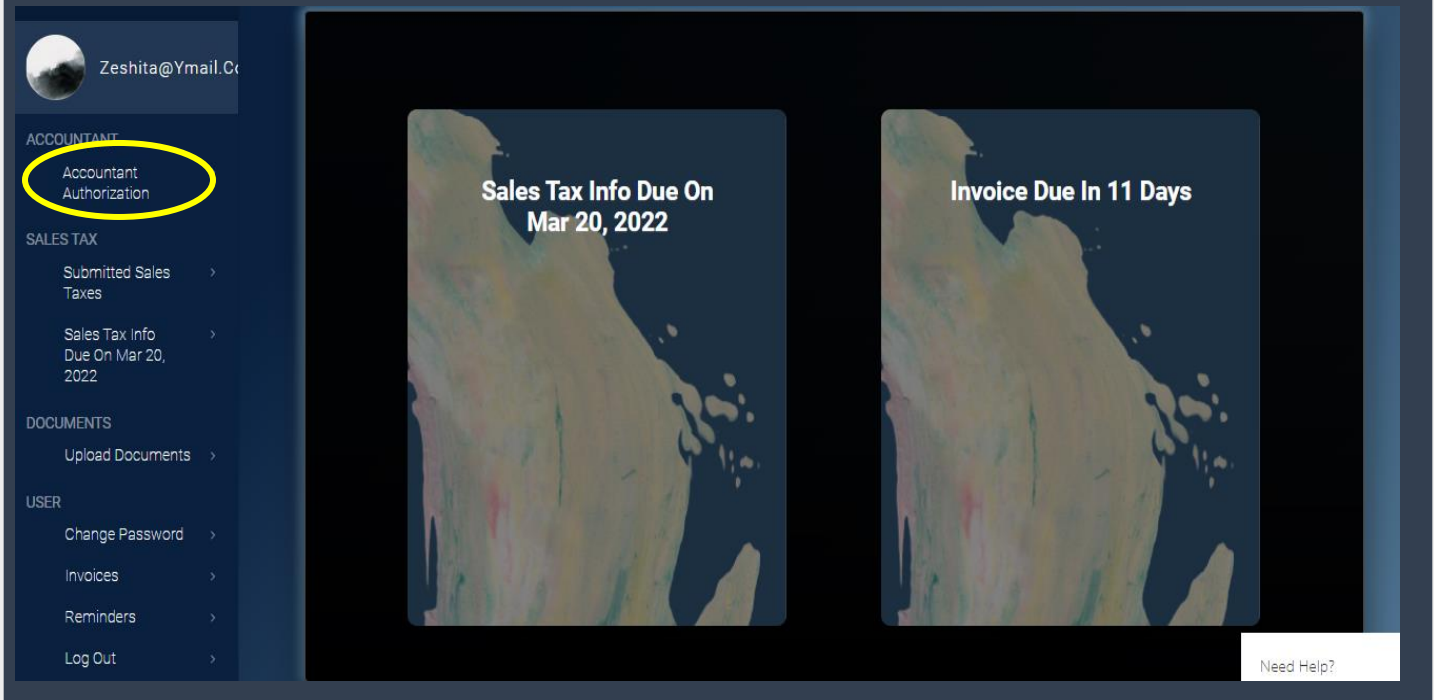 Zeshita@Ymail.Co
ACCOUNTANT
Accountant
Authorization
SALES TAX
Submitted Sales
Taxes
Sales Tax Info
Due On Mar 20,
2022
DOCUMENTS
Upload Documents
USER
Change Password
Invoices
Reminders
Log Out
Sales Tax Info Due On
Mar 20, 2022
Invoice Due In 11 Days
Need Help?